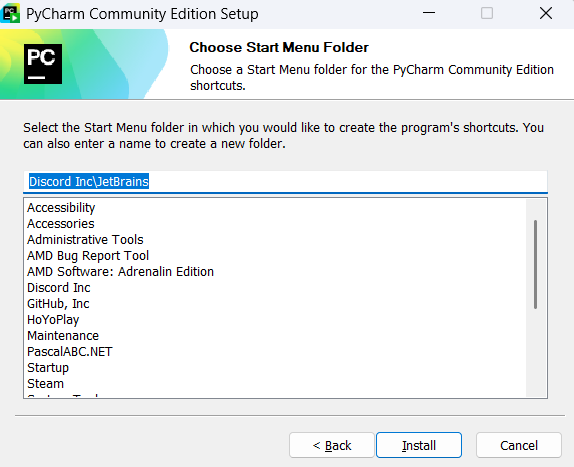 PyCharm Community Edition Setup
PC
Choose Start Menu Folder
Choose a Start Menu folder for the PyCharm Community Edition
shortcuts.
Select the Start Menu folder in which you would like to create the program's shortcuts. You
can also enter a name to create a new folder.
Discord Inc\JetBrains
Accessibility
Accessories
Administrative Tools
AMD Bug Report Tool
AMD Software: Adrenalin Edition
Discord Inc
GitHub, Inc
HoYoPlay
Maintenance
PascalABC.NET
Startup
Steam
< Back
Install
Cancel